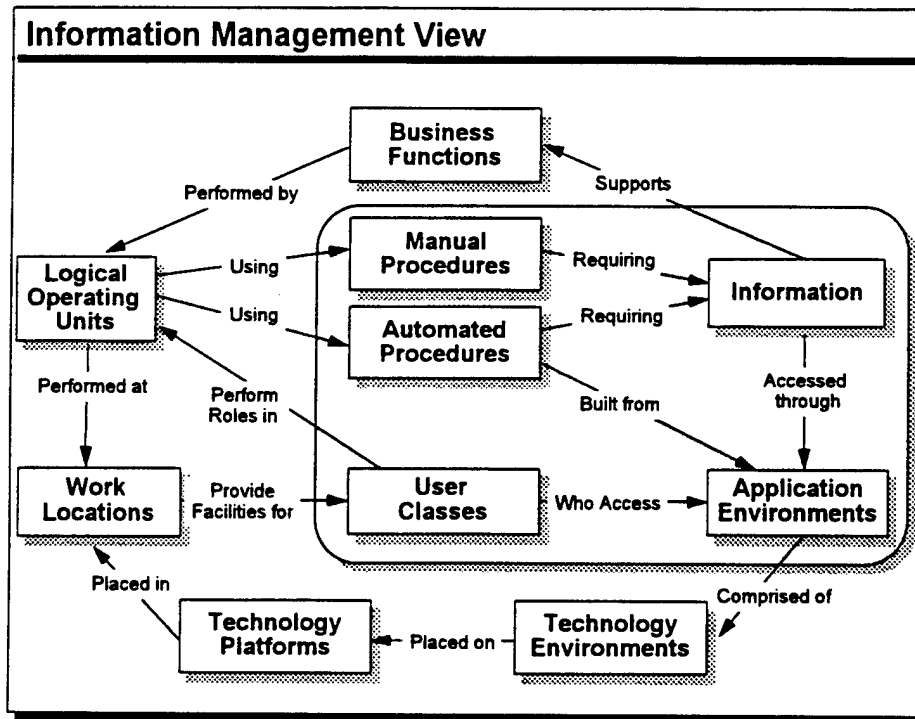 Information Management View
Business
Functions
Performed by
Supports
Manual
Procedures
Logical
Operating
Units
Using
Requiring
Information
Using
Automated
Procedures
Requiring
Performed at
Perform
Roles in
Built from
Accessed
through
Work
Locations
Provide
Facilities for
User
Classes
Who Access
Application
Environments
Placed in
Comprised of
Technology
Platforms
Placed on
Technology
Environments